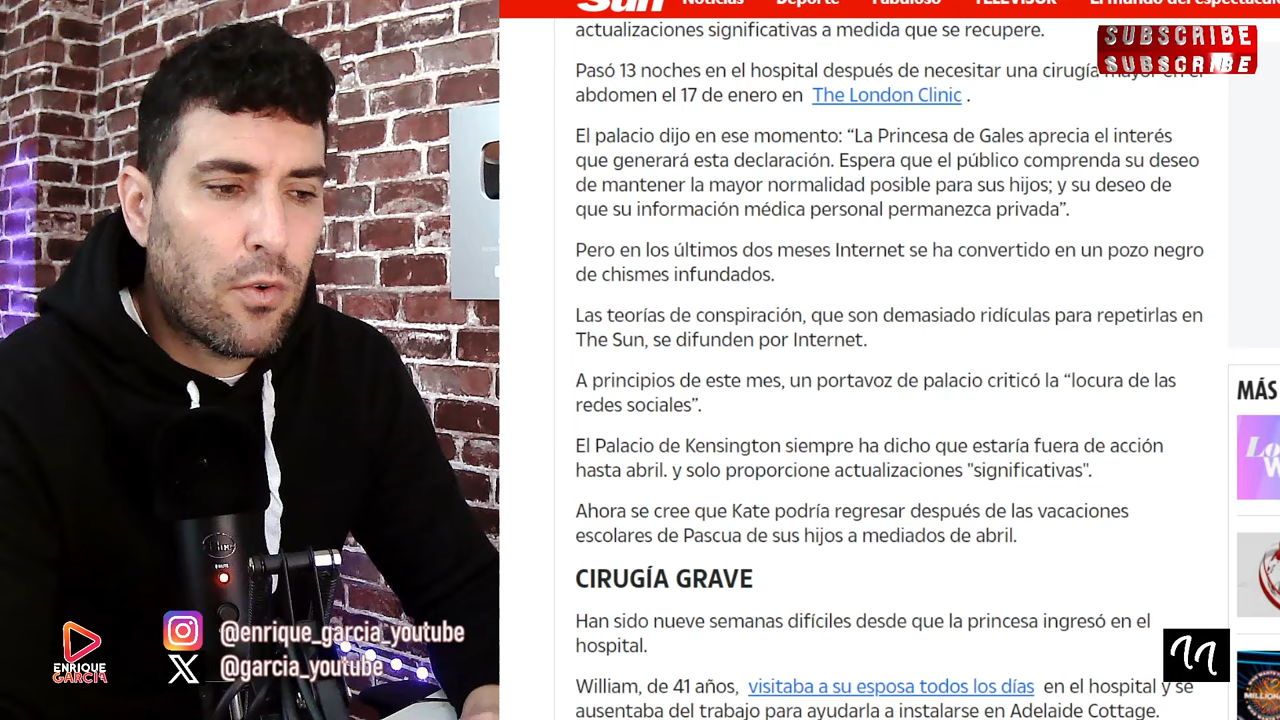 Sun Noticias Deporte Fabuloso TELEVISOR El mundo del espectáculo
SUBSCRIBE
SUBSCRIBE
actualizaciones significativas a medida que se recupere.
Pasó 13 noches en el hospital después de necesitar una cirugía mayor en el
abdomen el 17 de enero en The London Clinic .
El palacio dijo en ese momento: “La Princesa de Gales aprecia el interés
que generará esta declaración. Espera que el público comprenda su deseo
de mantener la mayor normalidad posible para sus hijos; y su deseo de
que su información médica personal permanezca privada”.
Pero en los últimos dos meses Internet se ha convertido en un pozo negro
de chismes infundados.
Las teorías de conspiración, que son demasiado ridículas para repetirlas en
The Sun, se difunden por Internet.
A principios de este mes, un portavoz de palacio criticó la “locura de las
redes sociales”.
El Palacio de Kensington siempre ha dicho que estaría fuera de acción
hasta abril. y solo proporcione actualizaciones "significativas".
Ahora se cree que Kate podría regresar después de las vacaciones
escolares de Pascua de sus hijos a mediados de abril.
CIRUGÍA GRAVE
Han sido nueve semanas difíciles desde que la princesa ingresó en el
hospital.
William, de 41 años, visitaba a su esposa todos los días en el hospital y se
ausentaba del trabajo para ayudarla a instalarse en Adelaide Cottage.
MÁS
ENRIQUE
GARCIA
@enrique_garcia_youtube
@garcia_youtube